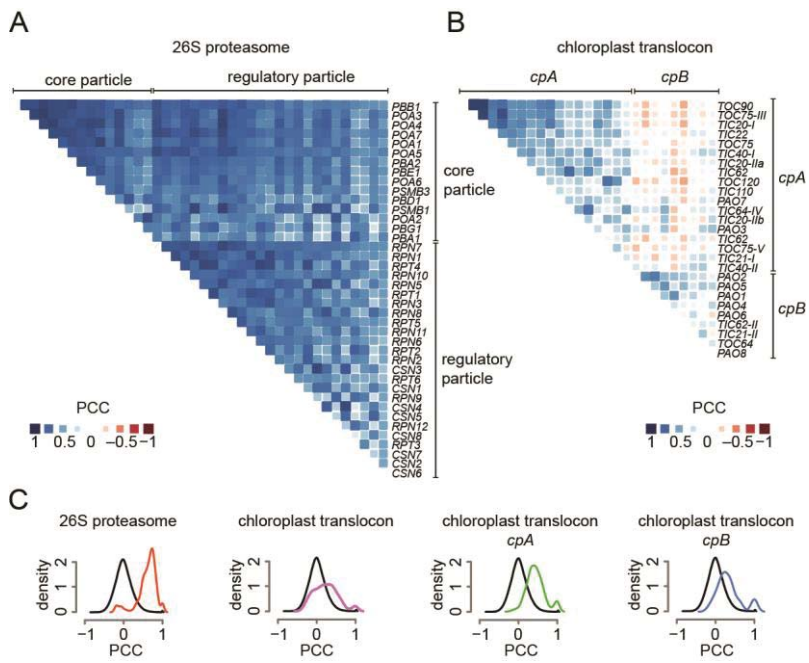 A
26S proteasome
core particle
regulatory particle
PBB1
POA3
POA4
POA7
POA1
POA5
PBA2
PBE1
POA6
PSMB3
PBD1
PSMB1
POA2
PBG1
PBA1
RPN7
RPN1
RPT4
RPN10
RPN5
RPT1
RPN3
RPN8
RPT5
RPN11
RPN6
RPT2
RPN2
CSN3
RPT6
CSN1
RPN9
CSN4
CSN5
RPN12
CSN8
RPT3
CSN7
CSN2
CSN6
core
particle
regulatory
particle
PCC
1 0.5 0 −0.5 −1
B
chloroplast translocon
cpA
cpB
TOC90
TOC75-III
TIC20-I
TIC22
TOC75
TIC40-I
TIC20-IIa
TIC62
TOC120
TIC110
PAO7
TIC64-IV
TIC20-IIb
PAO3
TIC62
TOC75-V
TIC21-I
TIC40-II
PAO2
PAO5
PAO1
PAO4
PAO6
TIC62-II
TIC21-II
TOC64
PAO8
cpA
cpB
PCC
1 0.5 0 −0.5 −1
C
26S proteasome
density
0 1 2
−1 0 1
PCC
chloroplast translocon
density
0 1 2
−1 0 1
PCC
chloroplast translocon
cpA
density
0 1 2
−1 0 1
PCC
chloroplast translocon
cpB
density
0 1 2
−1 0 1
PCC